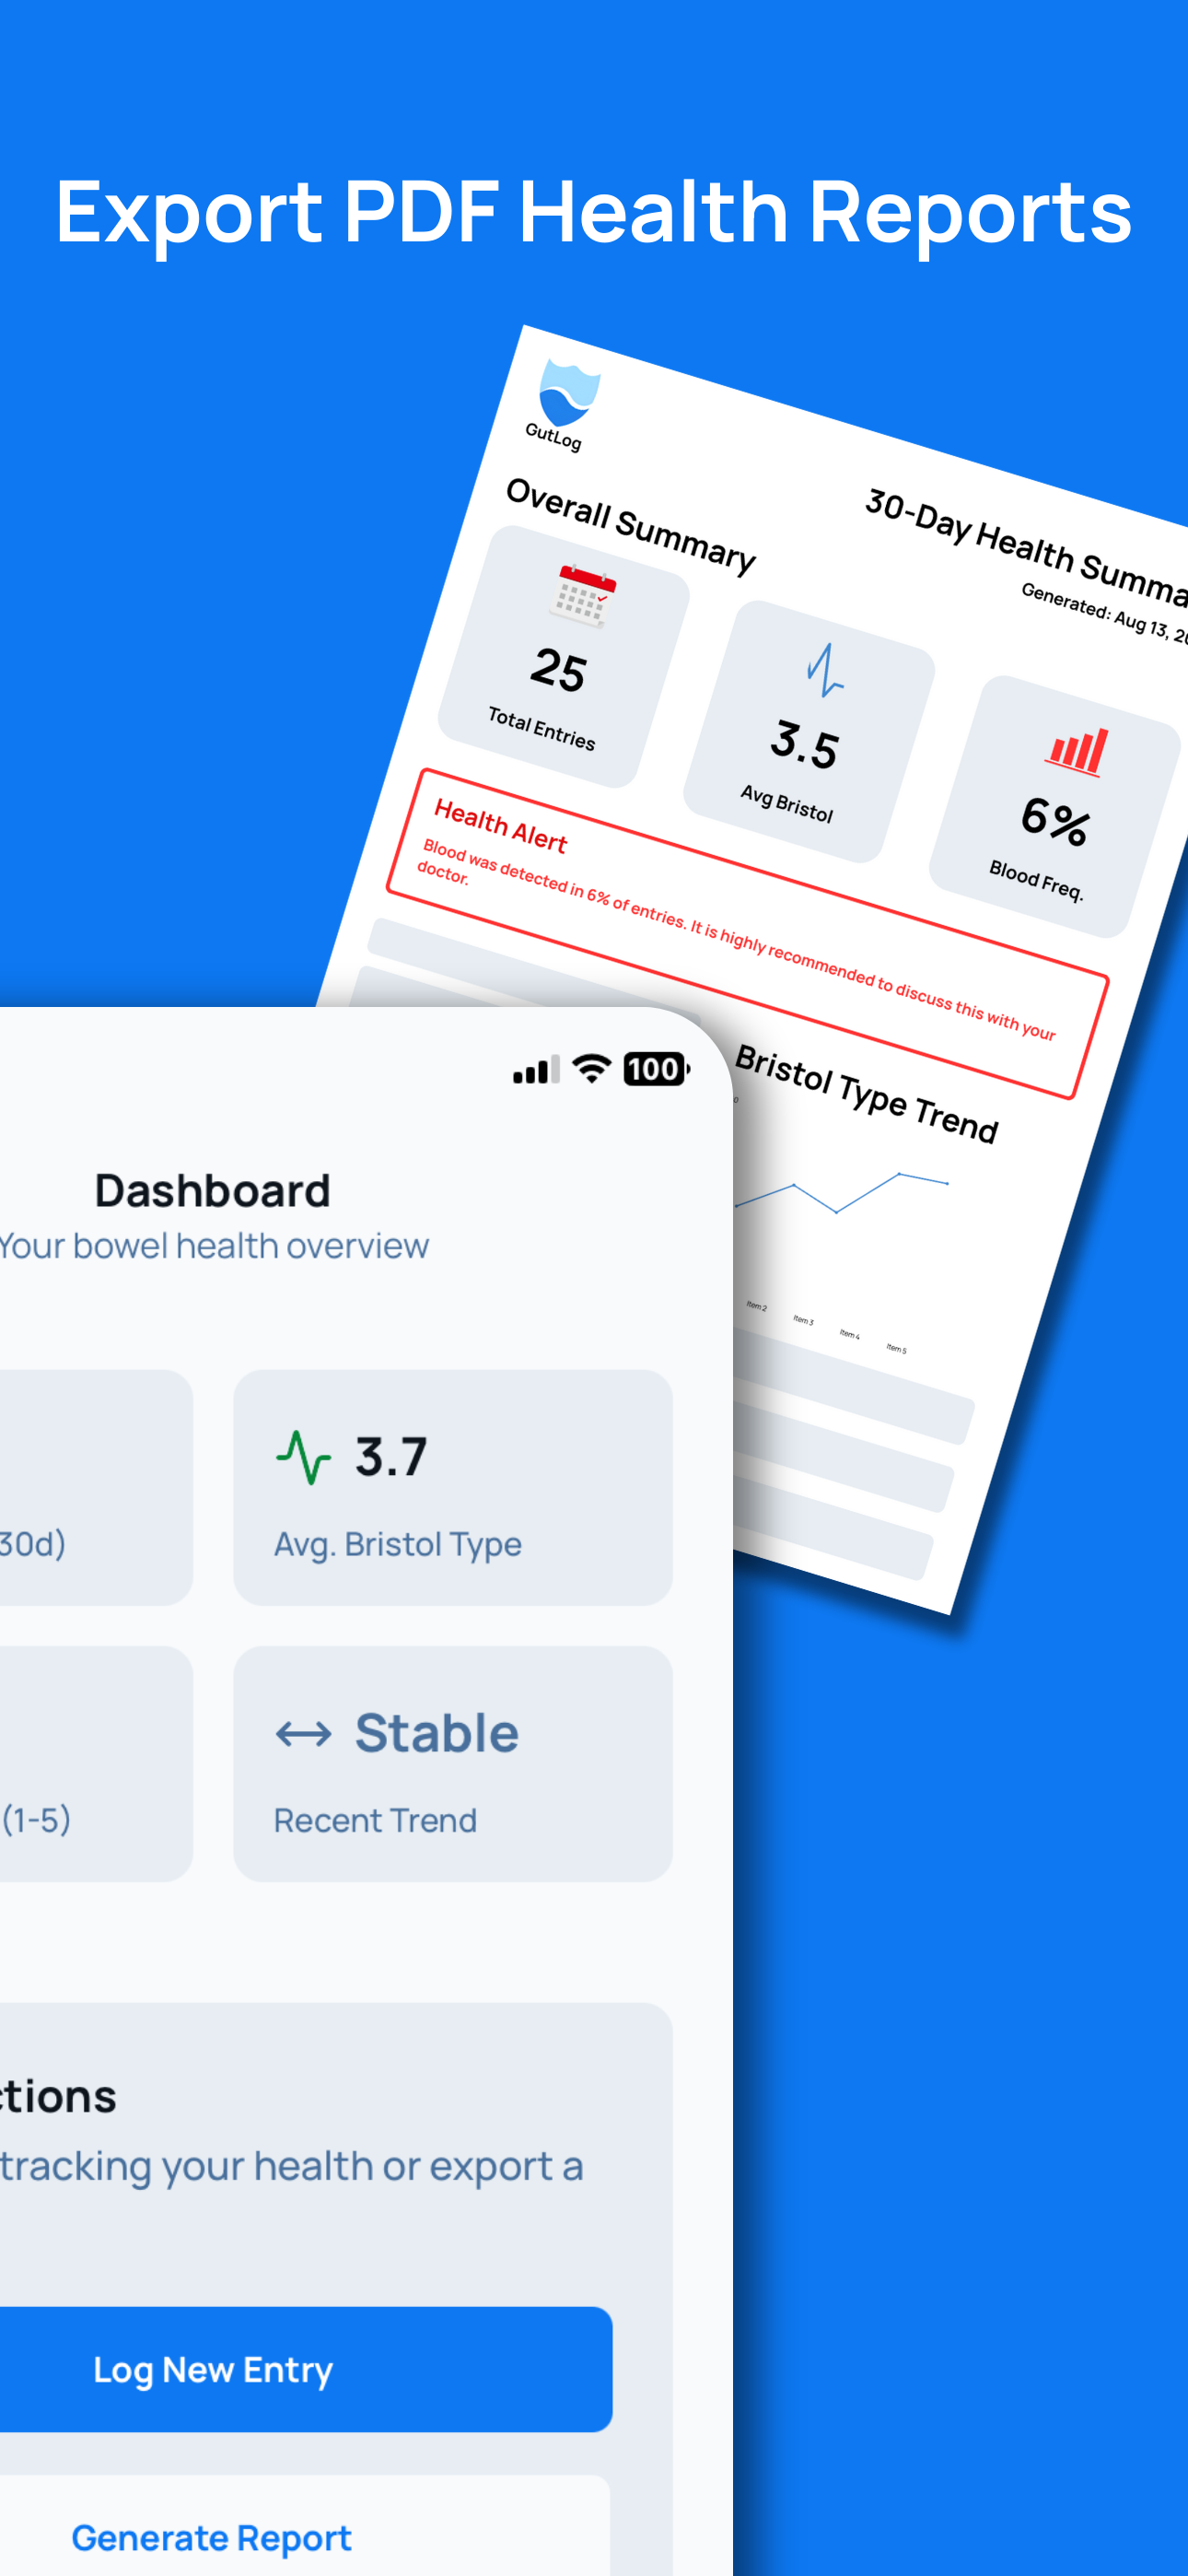 Export PDF Health Reports
GutLog
30-Day Health Summa
Generated: Aug 13, 20
Overall Summary
25
Total Entries
3.5
Avg Bristol
6%
Blood Freq.
Health Alert
Blood was detected in 6% of entries. It is highly recommended to discuss this with your
doctor.
Bristol Type Trend
0
Item 2
Item 3
Item 4
Item 5
100
Dashboard
Your bowel health overview
30d)
3.7
Avg. Bristol Type
(1-5)
Stable
Recent Trend
ctions
tracking your health or export a
Log New Entry
Generate Report